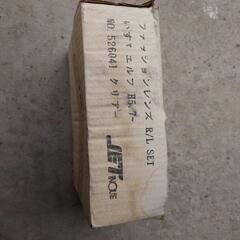 ファッションレンズ R/L SET
いすゞ エルフ H5.7~
NO.526041 クリアー
JET INOUE